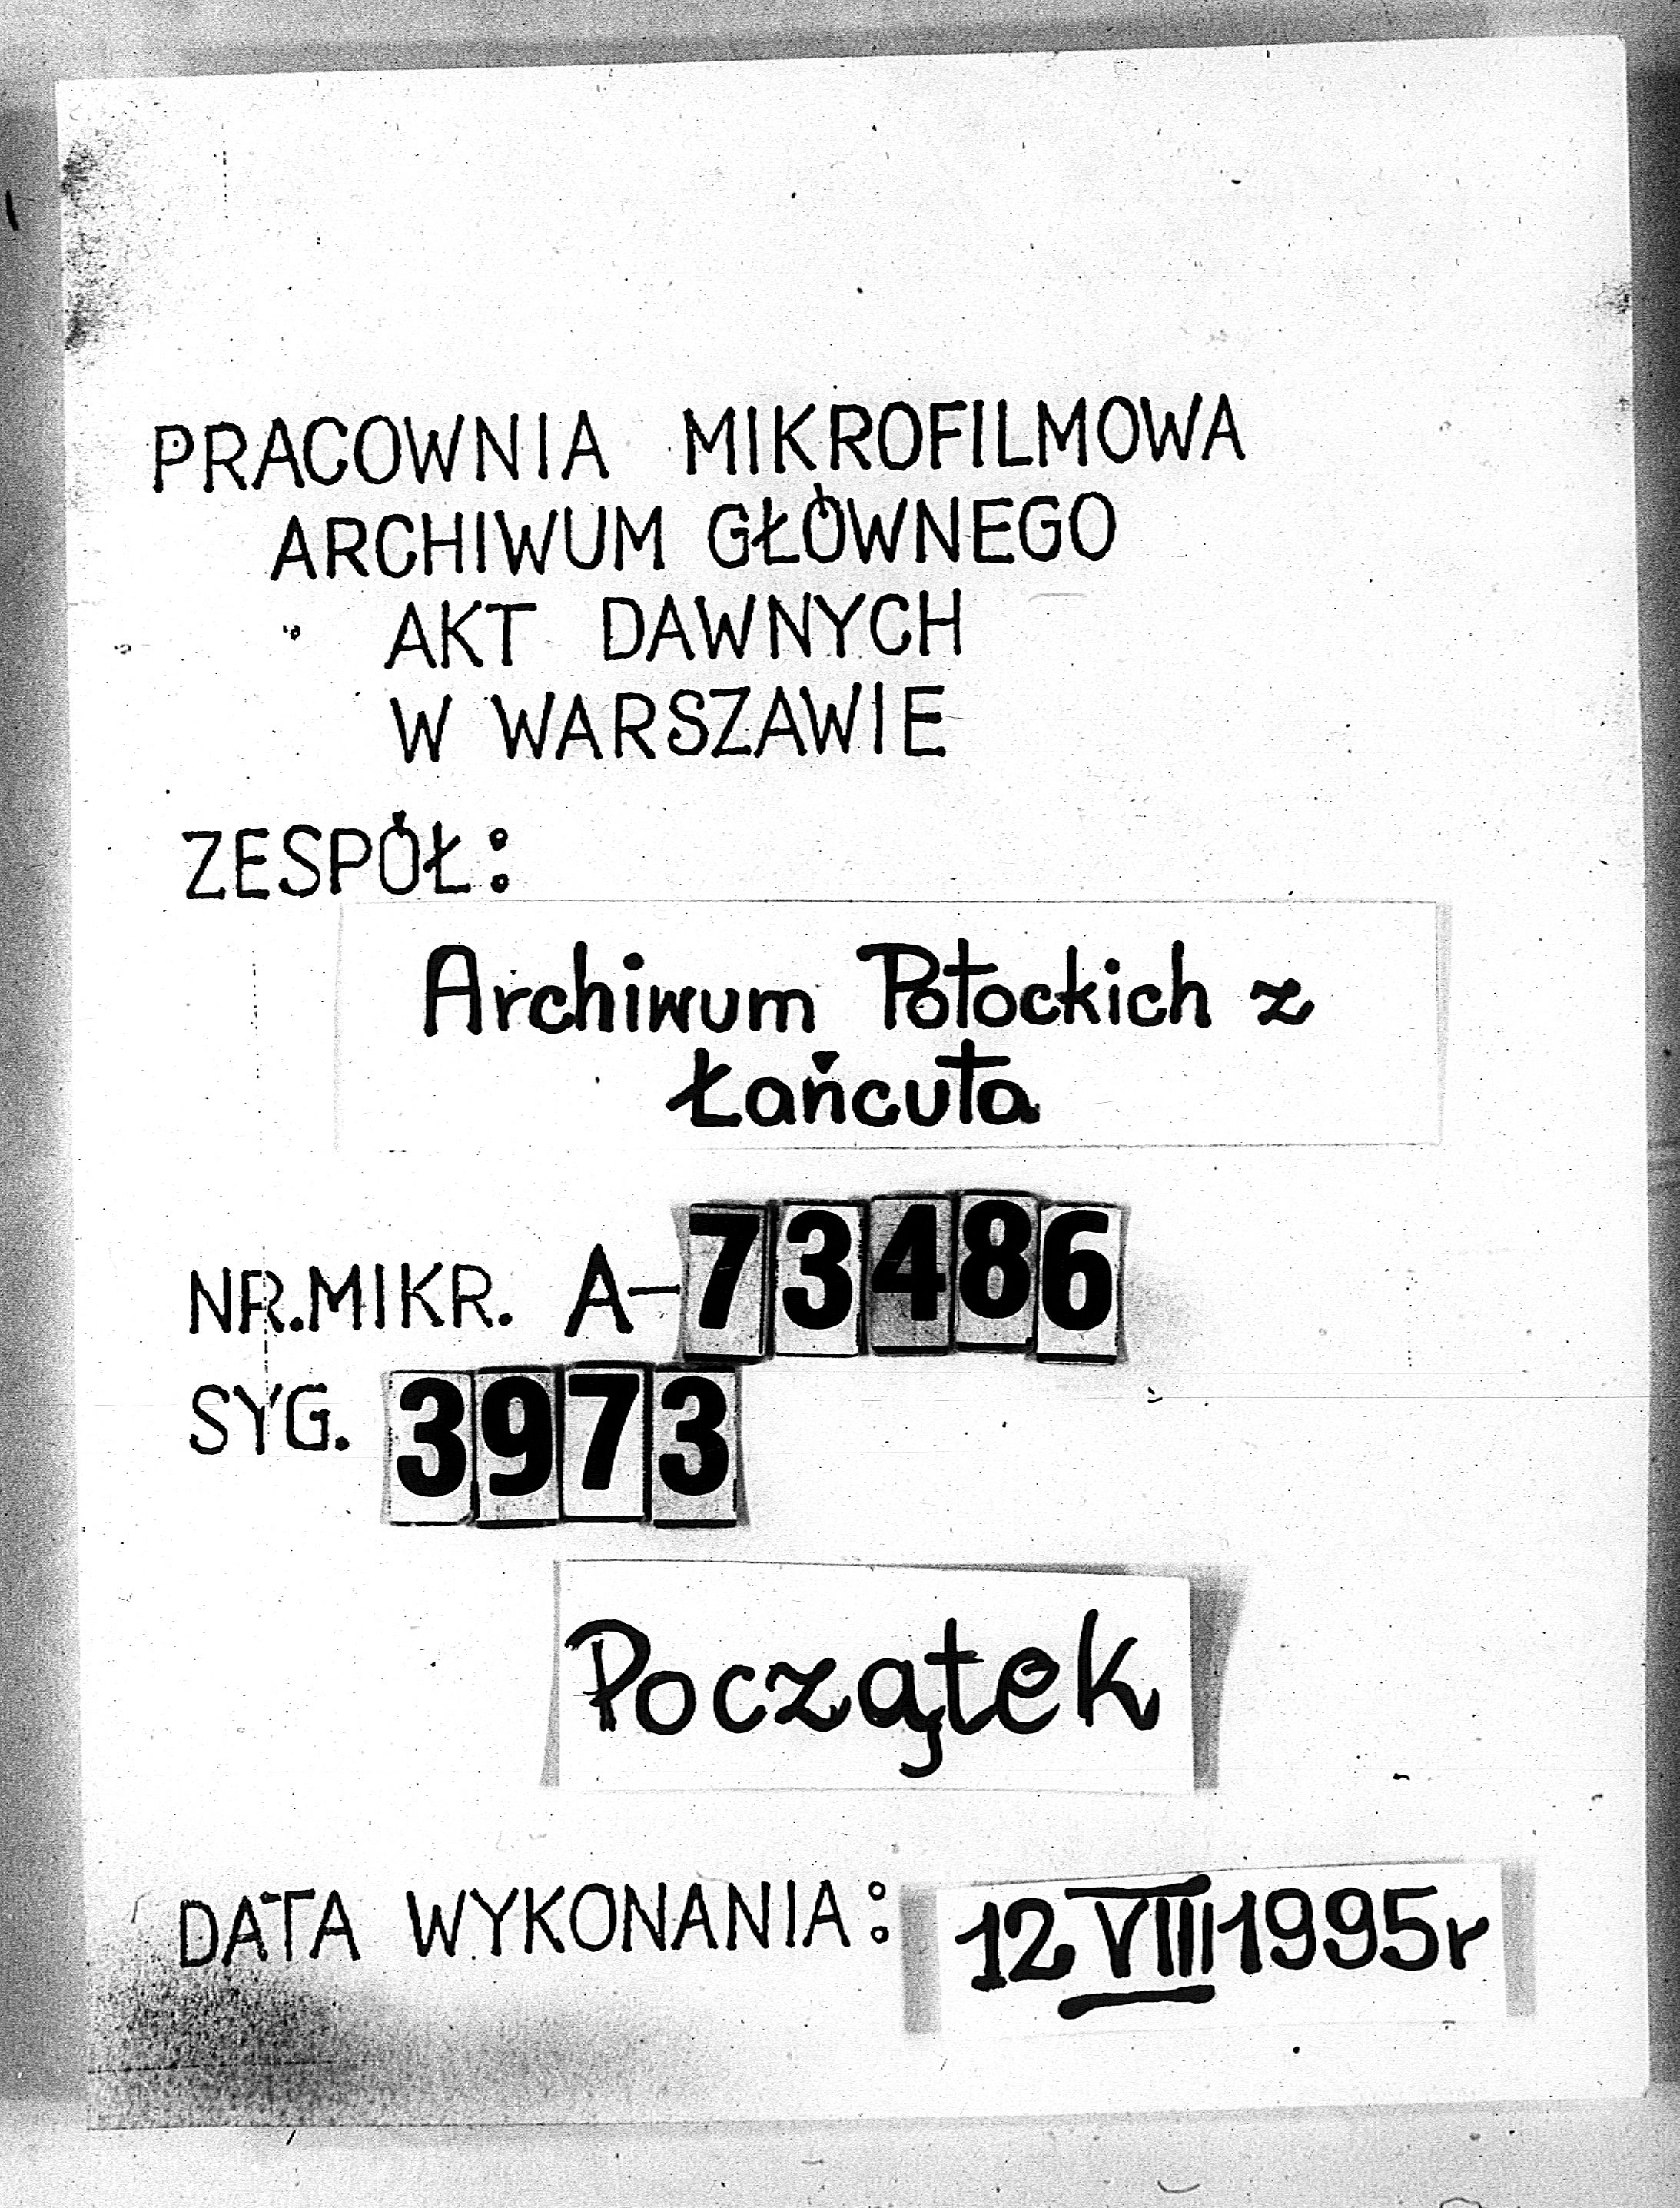 PRACOWNIA MIKROFILMOWA
ARCHIWUM GŁÓWNEGO
AKT DAWNYCH
W WARSZAWIE
ZESPÓŁ:
Archiwum Potockich z
Łańcuta
NR.MIKR. A-73486
SYG. 3973
Początek
DATA WYKONANIA: 12 VIII 1995r